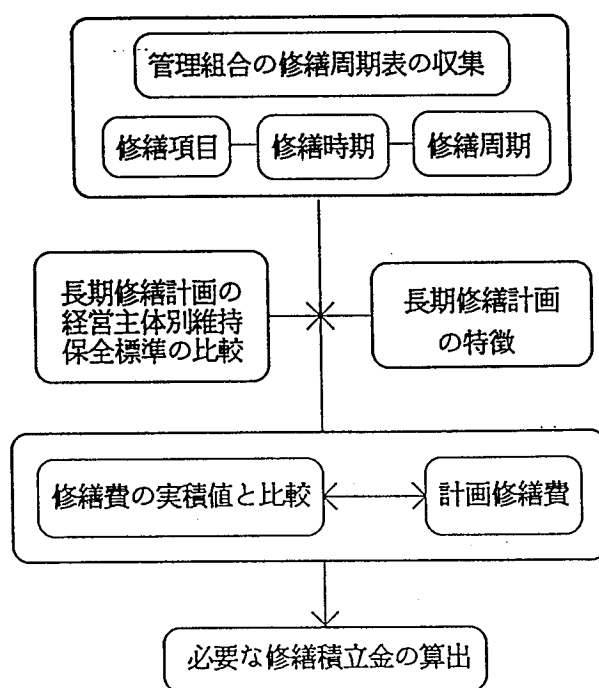 管理組合の修繕周期表の収集
修繕項目
修繕時期
修繕周期
長期修繕計画の
経営主体別維持
保全標準の比較
長期修繕計画
の特徴
修繕費の実積値と比較
計画修繕費
必要な修繕積立金の算出